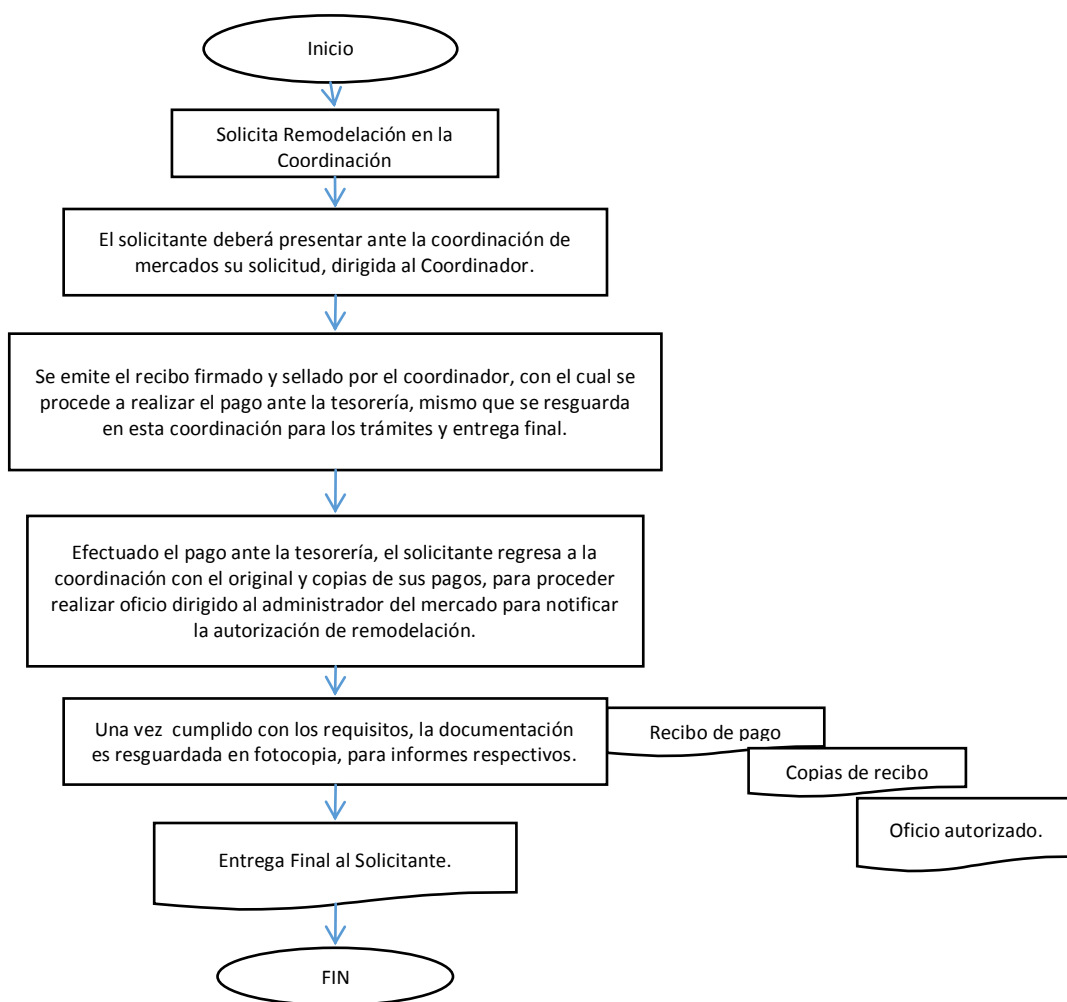 Inicio
Solicita Remodelación en la
Coordinación
El solicitante deberá presentar ante la coordinación de
mercados su solicitud, dirigida al Coordinador.
Se emite el recibo firmado y sellado por el coordinador, con el cual se
procede a realizar el pago ante la tesorería, mismo que se resguarda
en esta coordinación para los trámites y entrega final.
Efectuado el pago ante la tesorería, el solicitante regresa a la
coordinación con el original y copias de sus pagos, para proceder
realizar oficio dirigido al administrador del mercado para notificar
la autorización de remodelación.
Una vez  cumplido con los requisitos, la documentación
es resguardada en fotocopia, para informes respectivos.
Recibo de pago
Copias de recibo
Oficio autorizado.
Entrega Final al Solicitante.
FIN